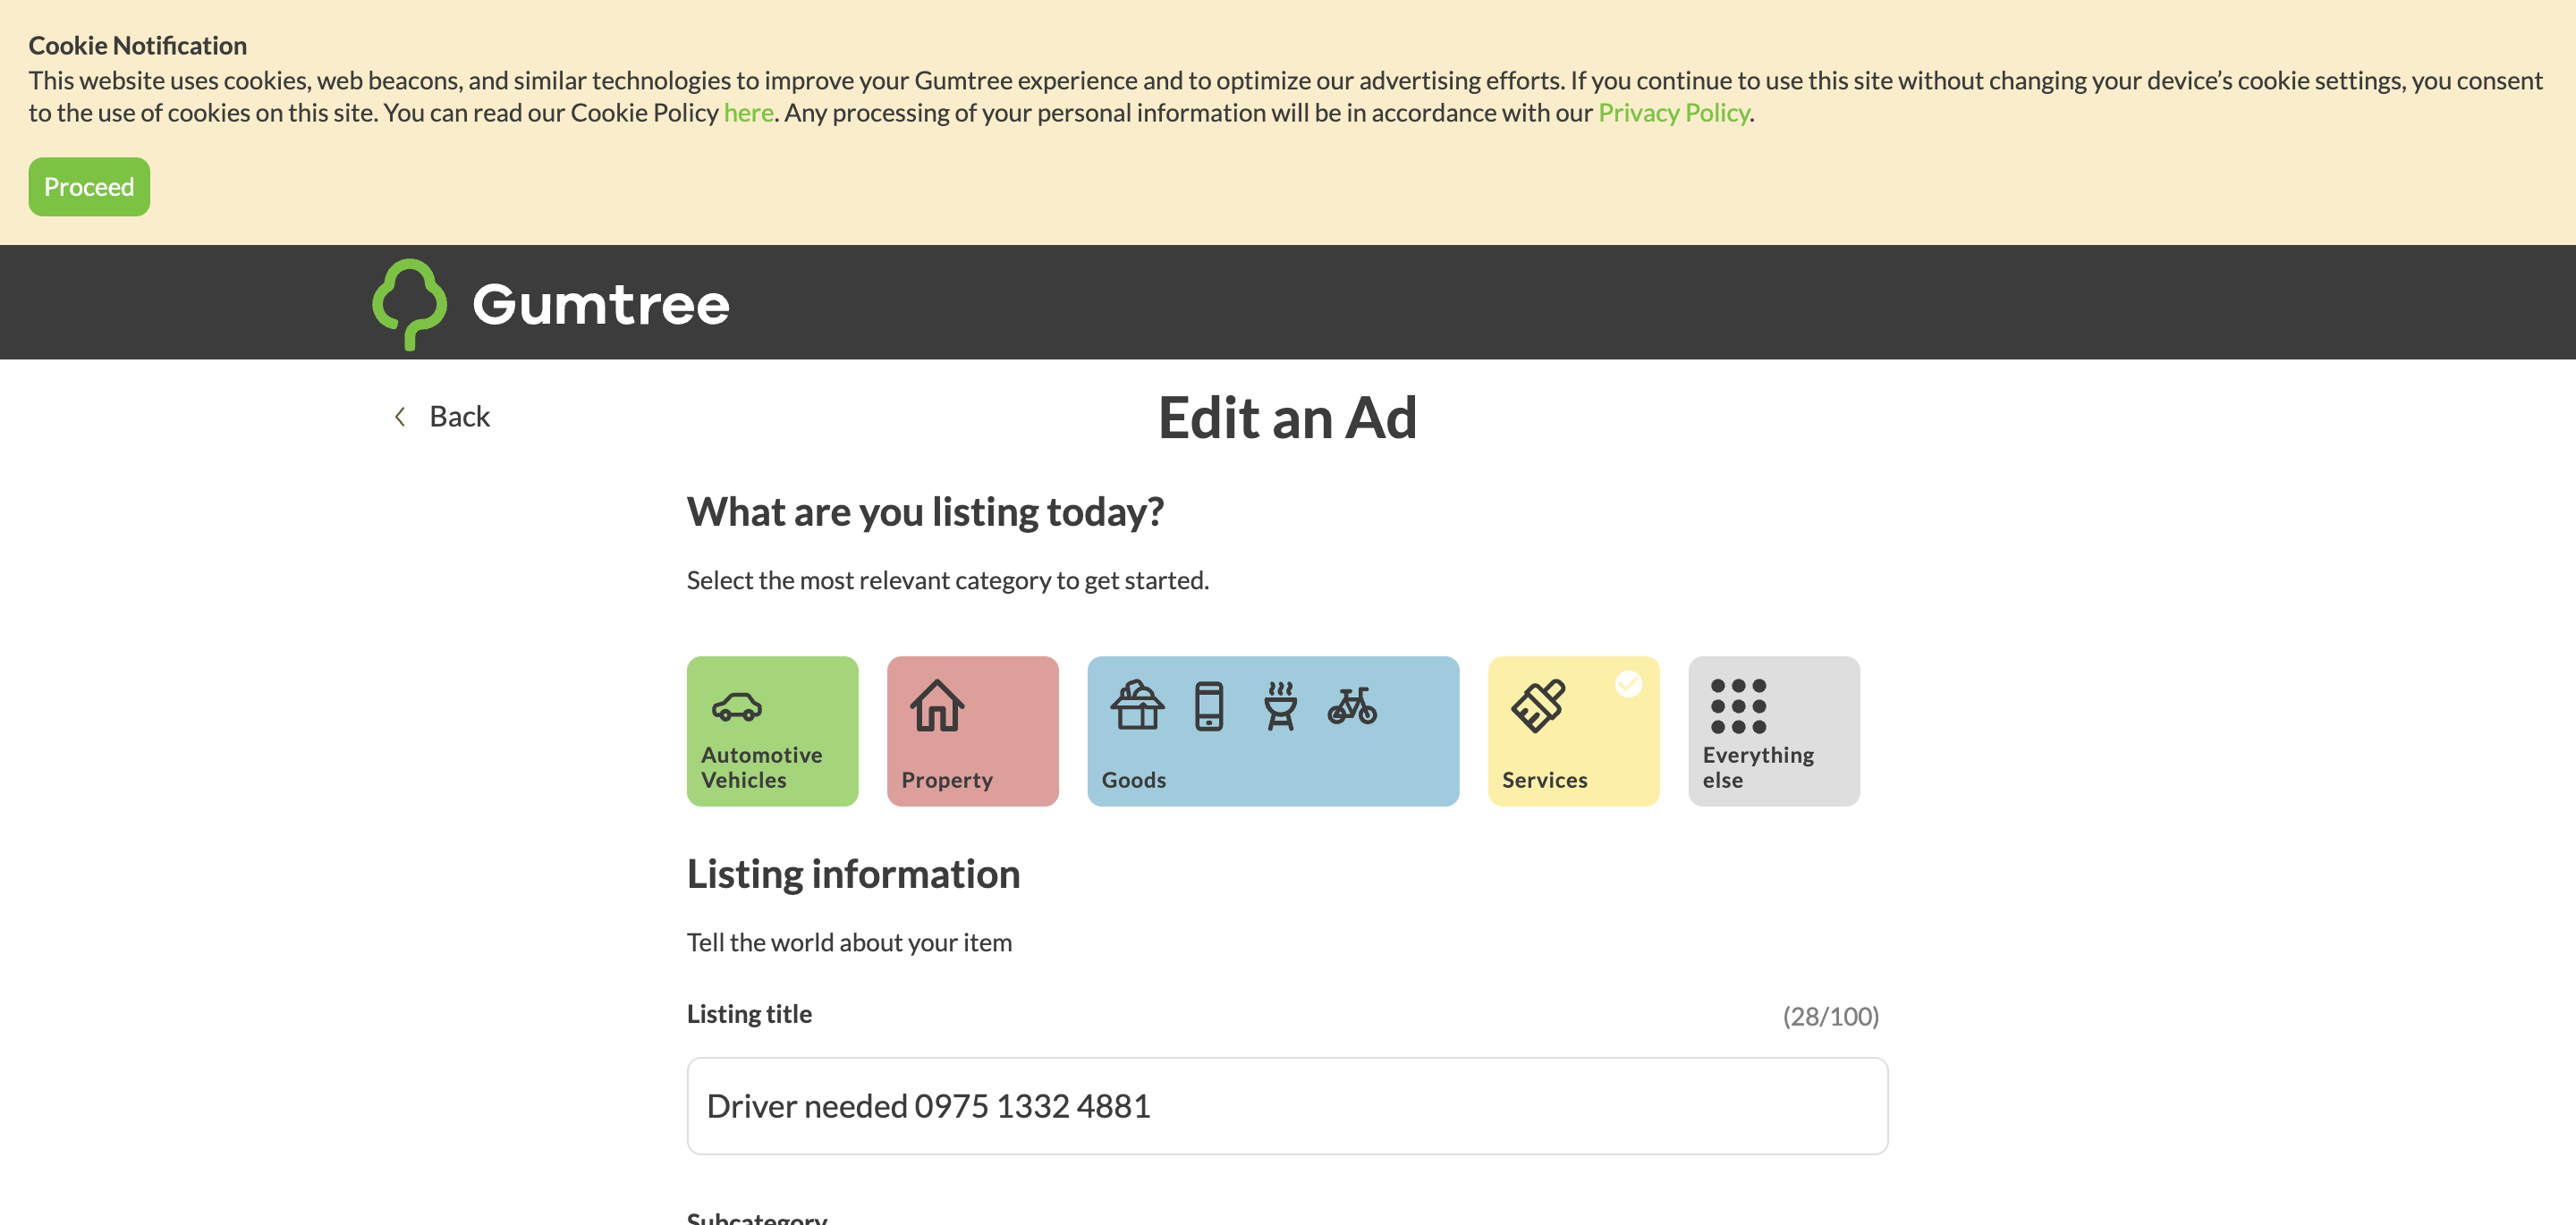 Cookie Notification
This website uses cookies, web beacons, and similar technologies to improve your Gumtree experience and to optimize our advertising efforts. If you continue to use this site without changing your device’s cookie settings, you consent
to the use of cookies on this site. You can read our Cookie Policy here. Any processing of your personal information will be in accordance with our Privacy Policy.
Proceed
Gumtree
Back
Edit an Ad
What are you listing today?
Select the most relevant category to get started.
Automotive
Vehicles
Property
Goods
Services
Everything
else
Listing information
Tell the world about your item
Listing title
(28/100)
Driver needed 0975 1332 4881
Subcategory